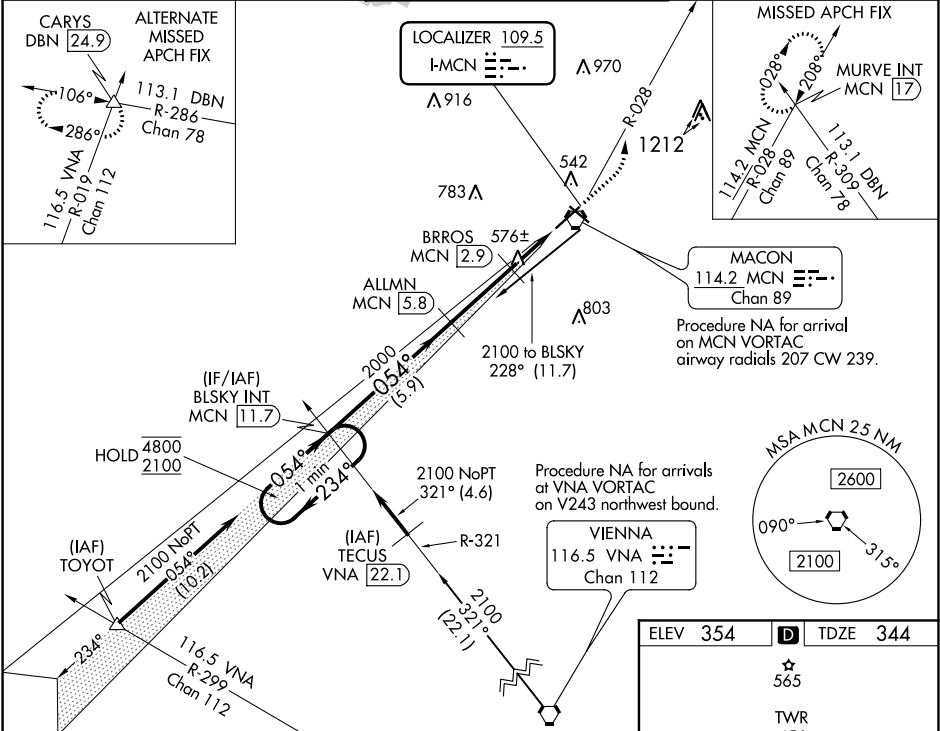 CARYS
DBN 24.9
ALTERNATE
MISSED
APCH FIX
106°
286°
113.1 DBN
R-286
Chan 78
116.5 VNA
R-019
Chan 112
LOCALIZER 109.5
I-MCN
970
916
R-028
1212
542
783
MISSED APCH FIX
028°
208°
MURVE INT
MCN 17
114.2 MCN
R-028
Chan 89
113.1 DBN
R-309
Chan 78
BRROS
MCN 2.9
576±
ALLMN
MCN 5.8
803
MACON
114.2 MCN
Chan 89
Procedure NA for arrival
on MCN VORTAC
airway radials 207 CW 239.
2100 to BLSKY
228° (11.7)
2000
054°
(5.9)
(IF/IAF)
BLSKY INT
MCN 11.7
HOLD 4800
2100
054°
1 min
234°
2100 NoPT
321° (4.6)
Procedure NA for arrivals
at VNA VORTAC
on V243 northwest bound.
MSA MCN 25 NM
2600
090°
315°
2100
(IAF)
TOYOT
2100 NoPT
054°
(10.2)
234°
(IAF)
TECUS
VNA 22.1
R-321
VIENNA
116.5 VNA
Chan 112
2100
321°
(22.1)
116.5 VNA
R-299
Chan 112
ELEV 354
D
TDZE 344
565
TWR